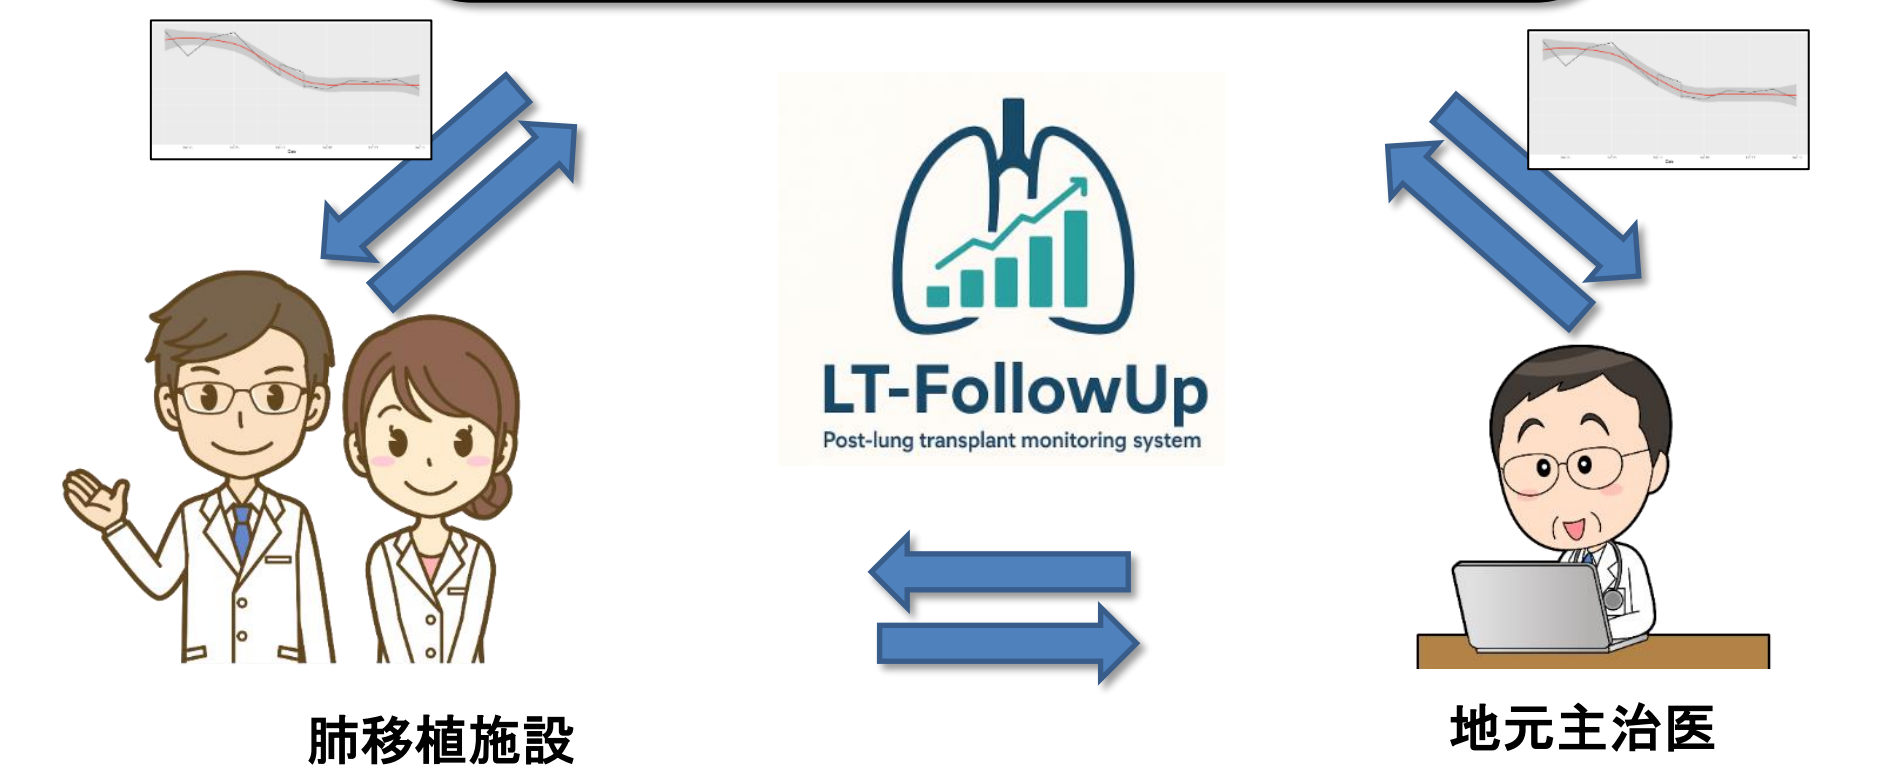 LT-FollowUp
Post-lung transplant monitoring system
肺移植施設
地元主治医